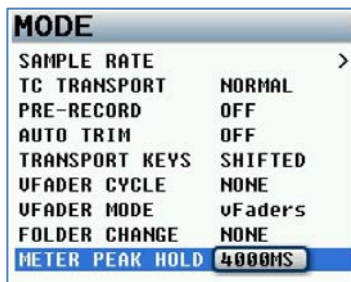 MODE
SAMPLE RATE >
TC TRANSPORT NORMAL
PRE-RECORD OFF
AUTO TRIM OFF
TRANSPORT KEYS SHIFTED
VFADER CYCLE NONE
VFADER MODE vFaders
FOLDER CHANGE NONE
METER PEAK HOLD 4000MS